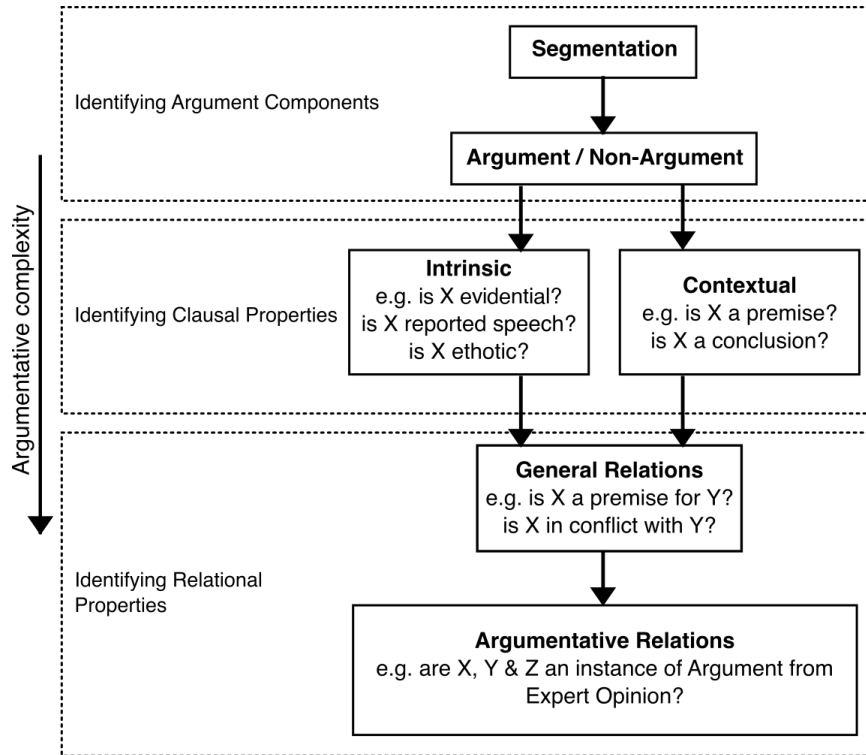 Segmentation
Identifying Argument Components
Argument / Non-Argument
Argumentative complexity
Identifying Clausal Properties
Intrinsic
e.g. is X evidential?
is X reported speech?
is X ethotic?
Contextual
e.g. is X a premise?
is X a conclusion?
General Relations
e.g. is X a premise for Y?
is X in conflict with Y?
Identifying Relational
Properties
Argumentative Relations
e.g. are X, Y & Z an instance of Argument from
Expert Opinion?